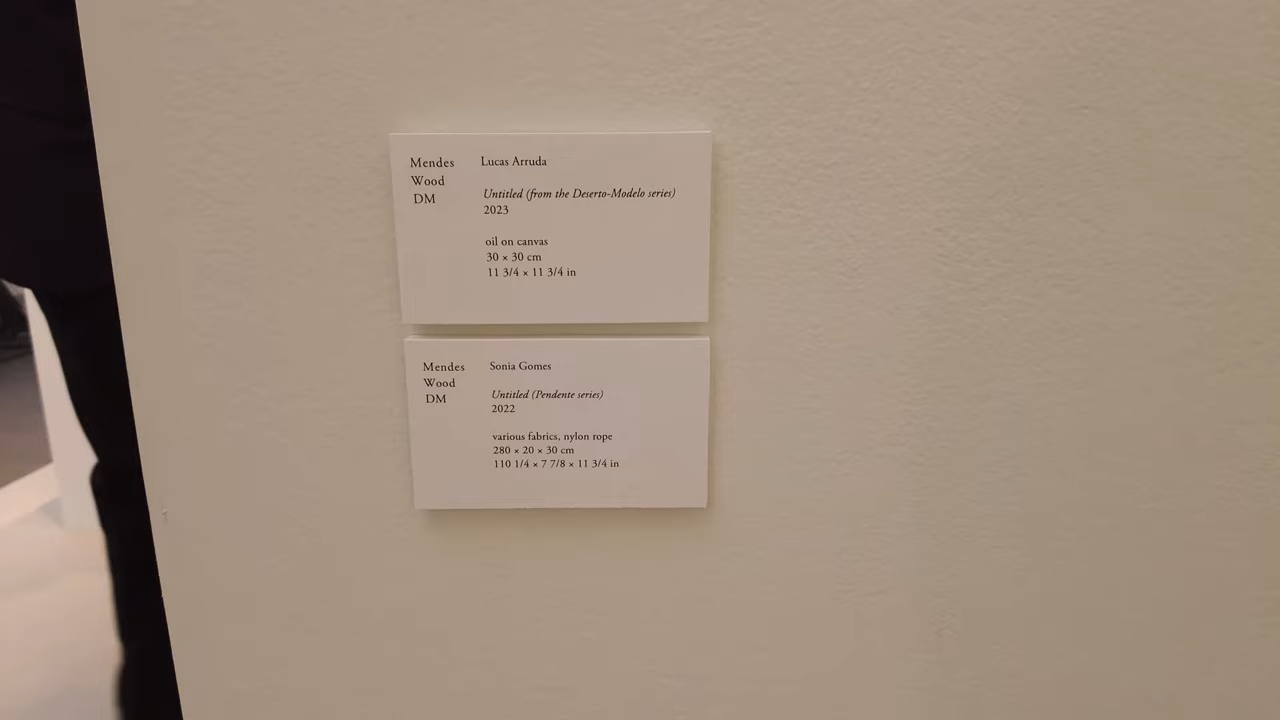 Mendes
Wood
DM
Lucas Arruda
Untitled (from the Deserto-Modelo series)
2023
oil on canvas
30 × 30 cm
11 3/4 × 11 3/4 in
Mendes
Wood
DM
Sonia Gomes
Untitled (Pendente series)
2022
various fabrics, nylon rope
280 × 20 × 30 cm
110 1/4 × 7 7/8 × 11 3/4 in